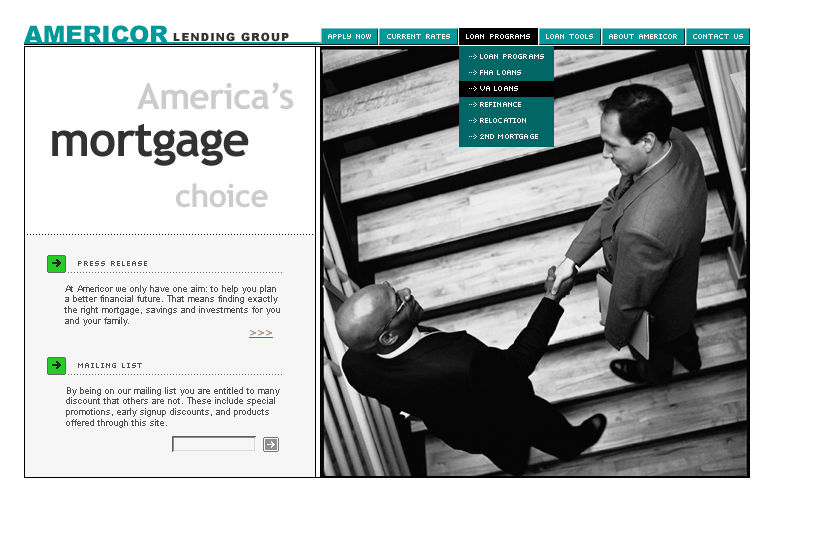 AMERICOR LENDING GROUP
APPLY NOW
CURRENT RATES
LOAN PROGRAMS
LOAN TOOLS
ABOUT AMERICOR
CONTACT US
LOAN PROGRAMS
FHA LOANS
VA LOANS
REFINANCE
RELOCATION
2ND MORTGAGE
America's
mortgage
choice
PRESS RELEASE
At Americor we only have one aim: to help you plan
a better financial future. That means finding exactly
the right mortgage, savings and investments for you
and your family.
>>>
MAILING LIST
By being on our mailing list you are entitled to many
discount that others are not. These include special
promotions, early signup discounts, and products
offered through this site.